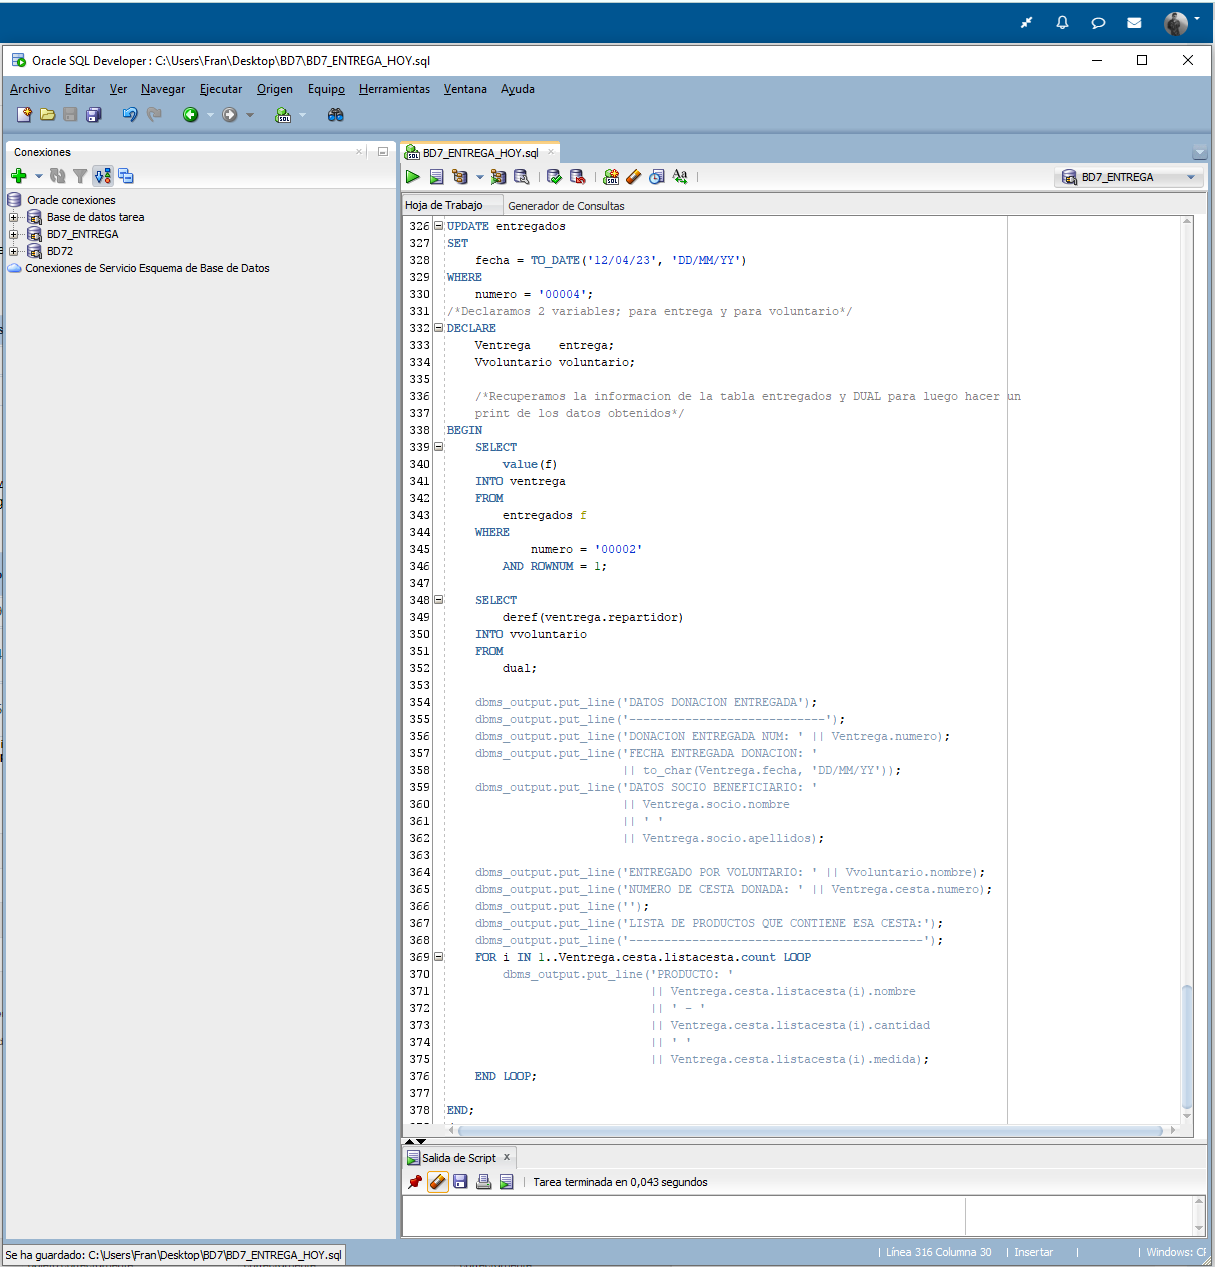 Oracle SQL Developer : C:\Users\Fran\Desktop\BD7\BD7_ENTREGA_HOY.sql
Archivo Editar Ver Navegar Ejecutar Origen Equipo Herramientas Ventana Ayuda
Conexiones
Oracle conexiones
Base de datos tarea
BD7_ENTREGA
BD72
Conexiones de Servicio Esquema de Base de Datos
BD7_ENTREGA_HOY.sql
BD7_ENTREGA
Hoja de Trabajo Generador de Consultas
326 UPDATE entregados
327 SET
328 fecha = TO_DATE('12/04/23', 'DD/MM/YY')
329 WHERE
330 numero = '00004';
331 /*Declaramos 2 variables; para entrega y para voluntario*/
332 DECLARE
333 Ventrega    entrega;
334 Vvoluntario voluntario;
335
336 /*Recuperamos la informacion de la tabla entregados y DUAL para luego hacer un
337 print de los datos obtenidos*/
338 BEGIN
339 SELECT
340 value(f)
341 INTO ventrega
342 FROM
343 entregados f
344 WHERE
345 numero = '00002'
346 AND ROWNUM = 1;
347
348 SELECT
349 deref(ventrega.repartidor)
350 INTO vvoluntario
351 FROM
352 dual;
353
354 dbms_output.put_line('DATOS DONACION ENTREGADA');
355 dbms_output.put_line('----------------------------');
356 dbms_output.put_line('DONACION ENTREGADA NUM: ' || Ventrega.numero);
357 dbms_output.put_line('FECHA ENTREGADA DONACION: '
358 || to_char(Ventrega.fecha, 'DD/MM/YY'));
359 dbms_output.put_line('DATOS SOCIO BENEFICIARIO: '
360 || Ventrega.socio.nombre
361 || ' '
362 || Ventrega.socio.apellidos);
363
364 dbms_output.put_line('ENTREGADO POR VOLUNTARIO: ' || Vvoluntario.nombre);
365 dbms_output.put_line('NUMERO DE CESTA DONADA: ' || Ventrega.cesta.numero);
366 dbms_output.put_line('');
367 dbms_output.put_line('LISTA DE PRODUCTOS QUE CONTIENE ESA CESTA:');
368 dbms_output.put_line('------------------------------------------');
369 FOR i IN 1..Ventrega.cesta.listacesta.count LOOP
370 dbms_output.put_line('PRODUCTO: '
371 || Ventrega.cesta.listacesta(i).nombre
372 || ' - '
373 || Ventrega.cesta.listacesta(i).cantidad
374 || ' '
375 || Ventrega.cesta.listacesta(i).medida);
376 END LOOP;
377
378 END;
Salida de Script
Tarea terminada en 0,043 segundos
Se ha guardado: C:\Users\Fran\Desktop\BD7\BD7_ENTREGA_HOY.sql
Línea 316 Columna 30 | Insertar | Windows: CF